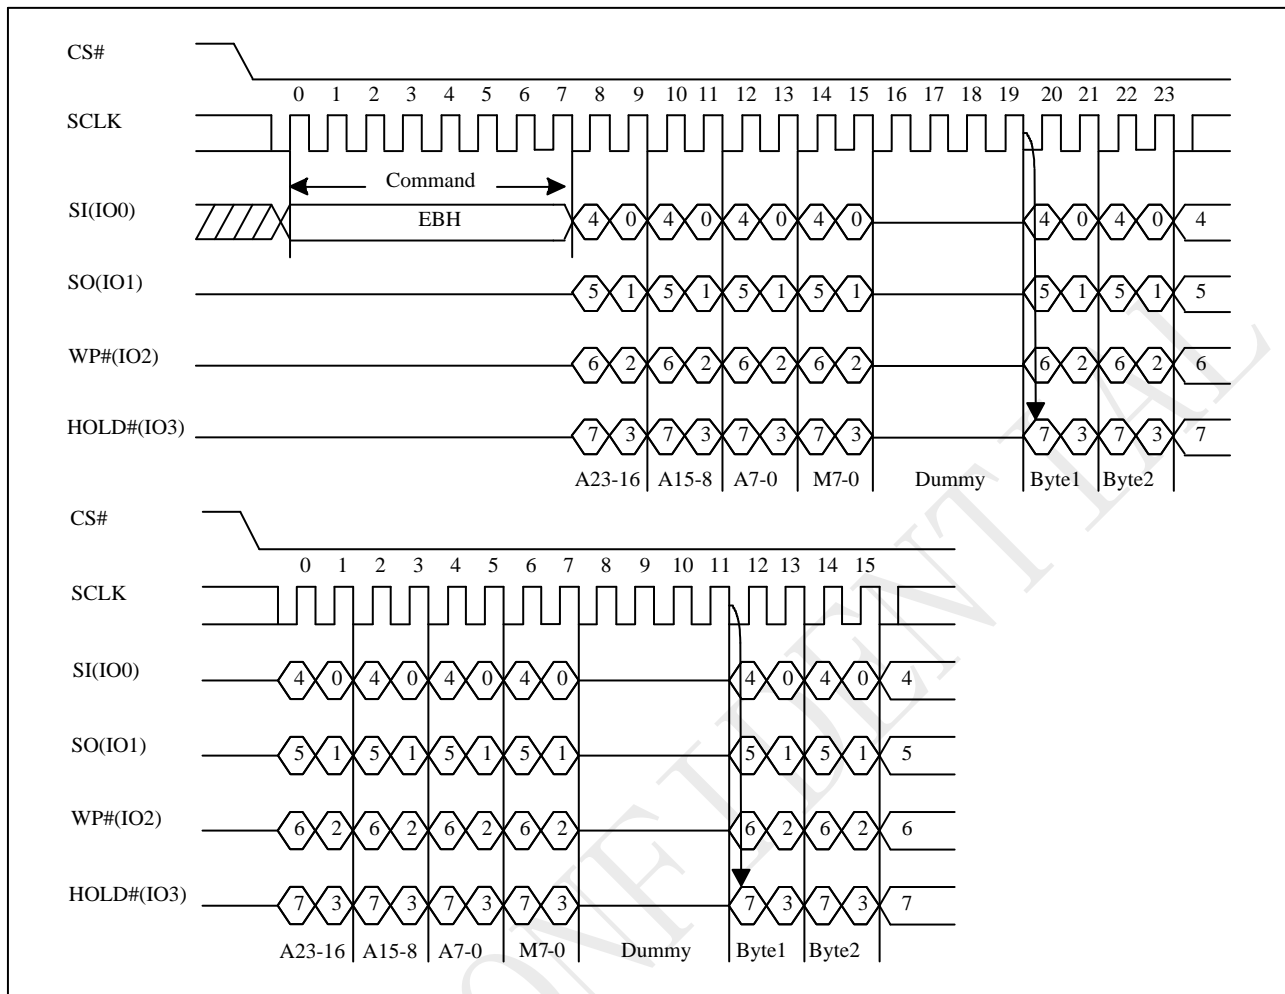 CS#
0 1 2 3 4 5 6 7 8 9 10 11 12 13 14 15 16 17 18 19 20 21 22 23
SCLK
Command
SI(IO0) EBH 4 0 4 0 4 0 4 0 4 0 4 0 4
SO(IO1) 5 1 5 1 5 1 5 1 5 1 5 1 5
WP#(IO2) 6 2 6 2 6 2 6 2 6 2 6 2 6
HOLD#(IO3) 7 3 7 3 7 3 7 3 7 3 7 3 7
A23-16 A15-8 A7-0 M7-0 Dummy Byte1 Byte2
CS#
0 1 2 3 4 5 6 7 8 9 10 11 12 13 14 15
SCLK
SI(IO0) 4 0 4 0 4 0 4 0 4 0 4 0 4
SO(IO1) 5 1 5 1 5 1 5 1 5 1 5 1 5
WP#(IO2) 6 2 6 2 6 2 6 2 6 2 6 2 6
HOLD#(IO3) 7 3 7 3 7 3 7 3 7 3 7 3 7
A23-16 A15-8 A7-0 M7-0 Dummy Byte1 Byte2
ONFIDENTIAL